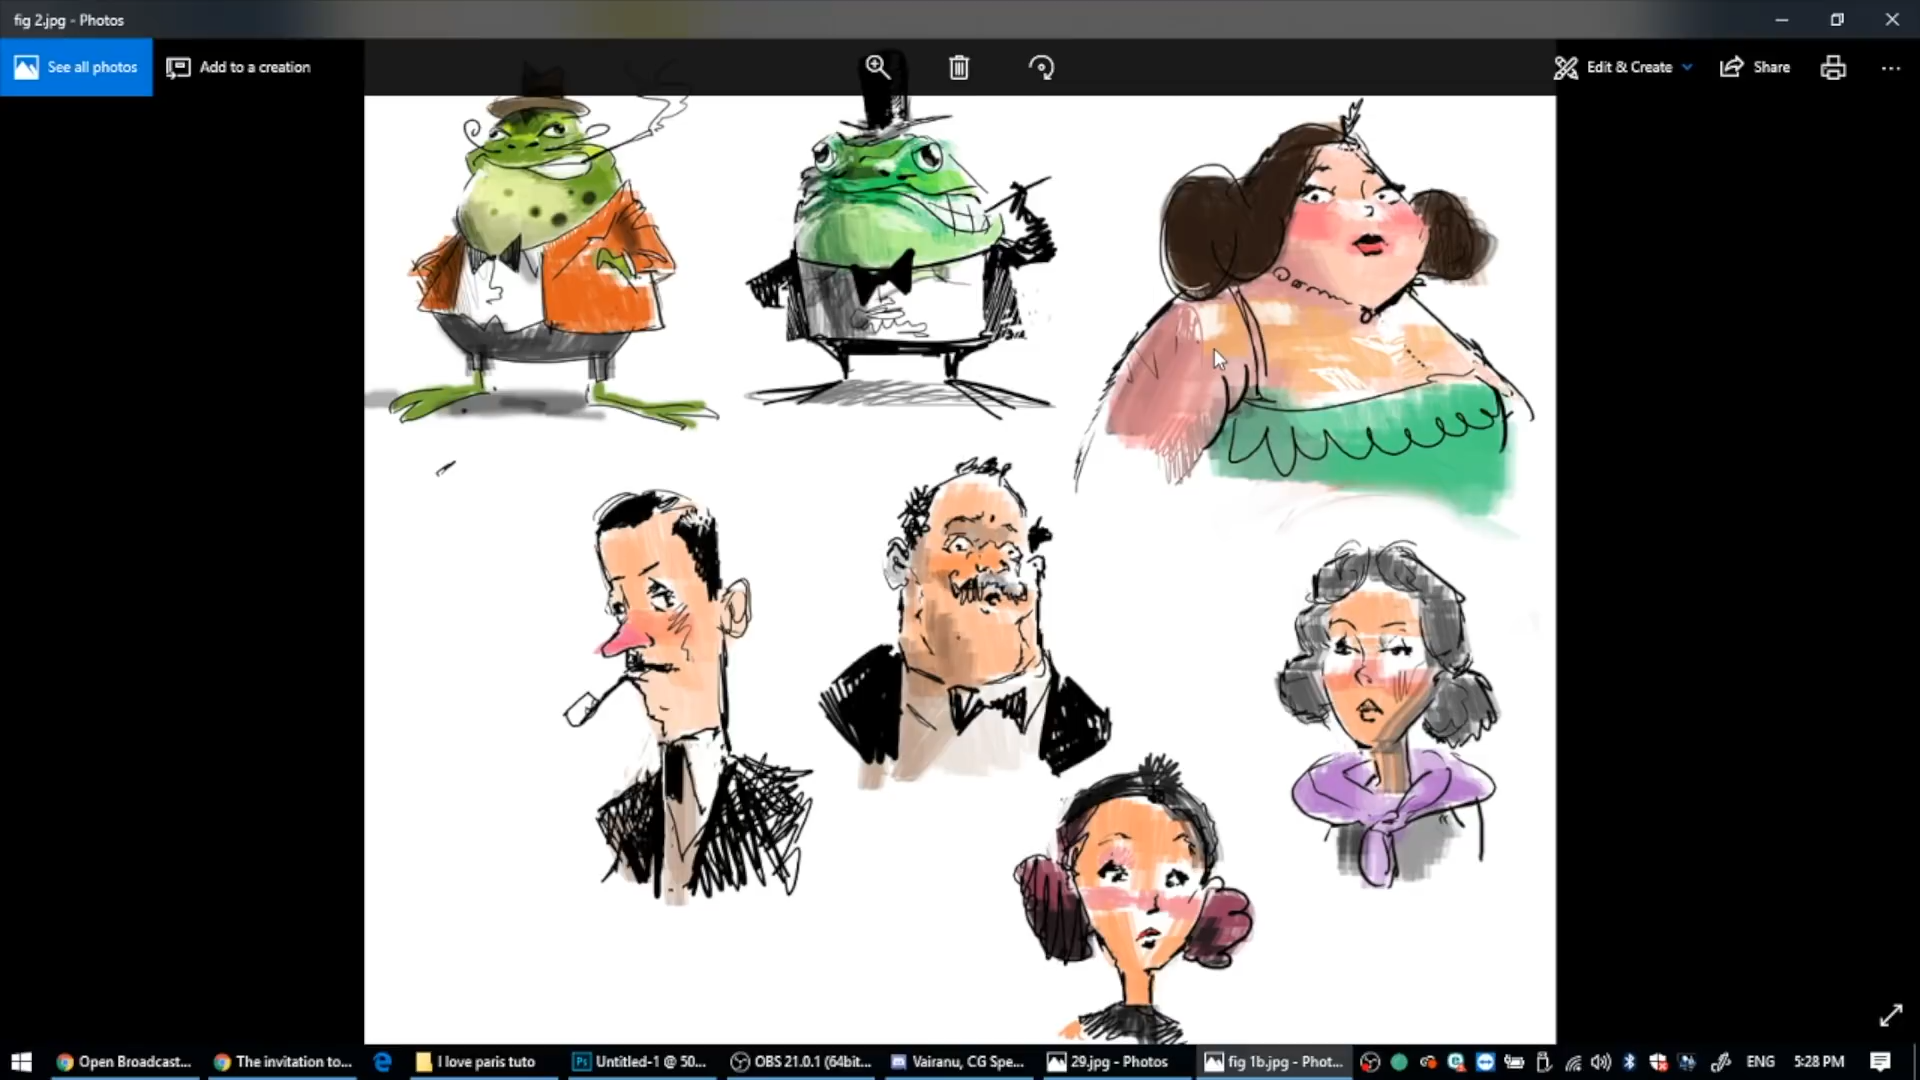 fig 2.jpg - Photos
See all photos
Add to a creation
Edit & Create
Share
Open Broadcast...
The invitation to...
I love paris tuto
Untitled-1 @ 50...
OBS 21.0.1 (64bit...
Vairanu, CG Spe...
29.jpg - Photos
fig 1b.jpg - Phot...
ENG
5:28 PM